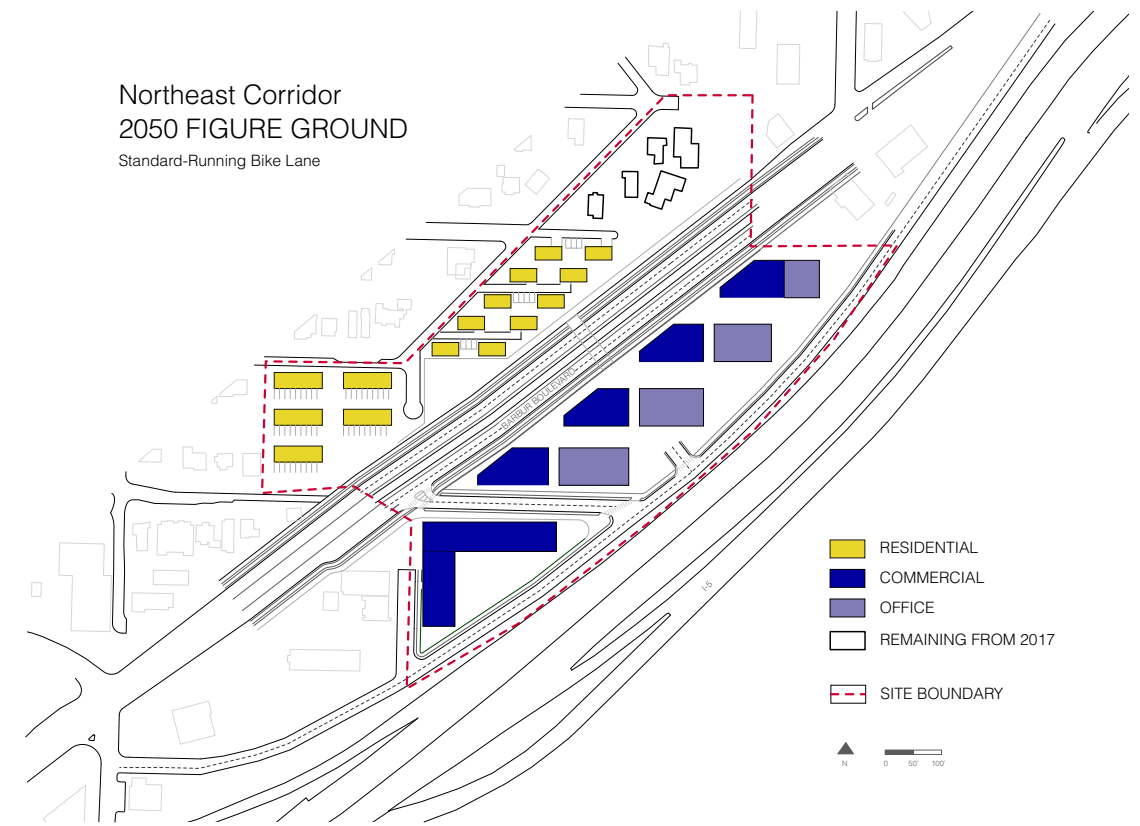 Northeast Corridor
2050 FIGURE GROUND
Standard-Running Bike Lane
BARBUR BOULEVARD
I-5
RESIDENTIAL
COMMERCIAL
OFFICE
REMAINING FROM 2017
SITE BOUNDARY
N
0 50' 100'